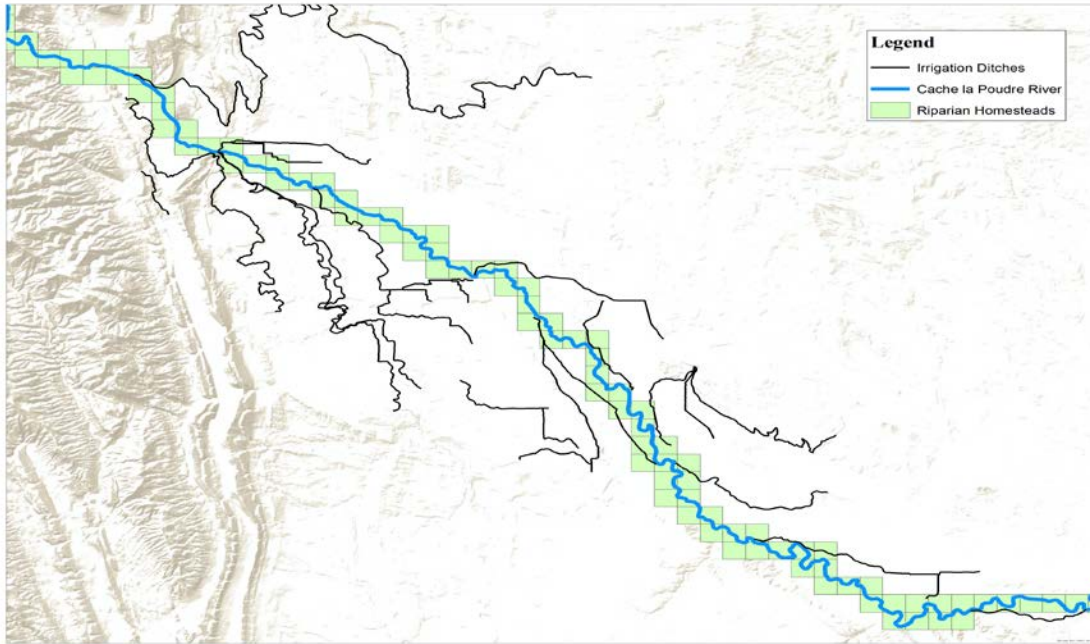 Legend
Irrigation Ditches
Cache la Poudre River
Riparian Homesteads